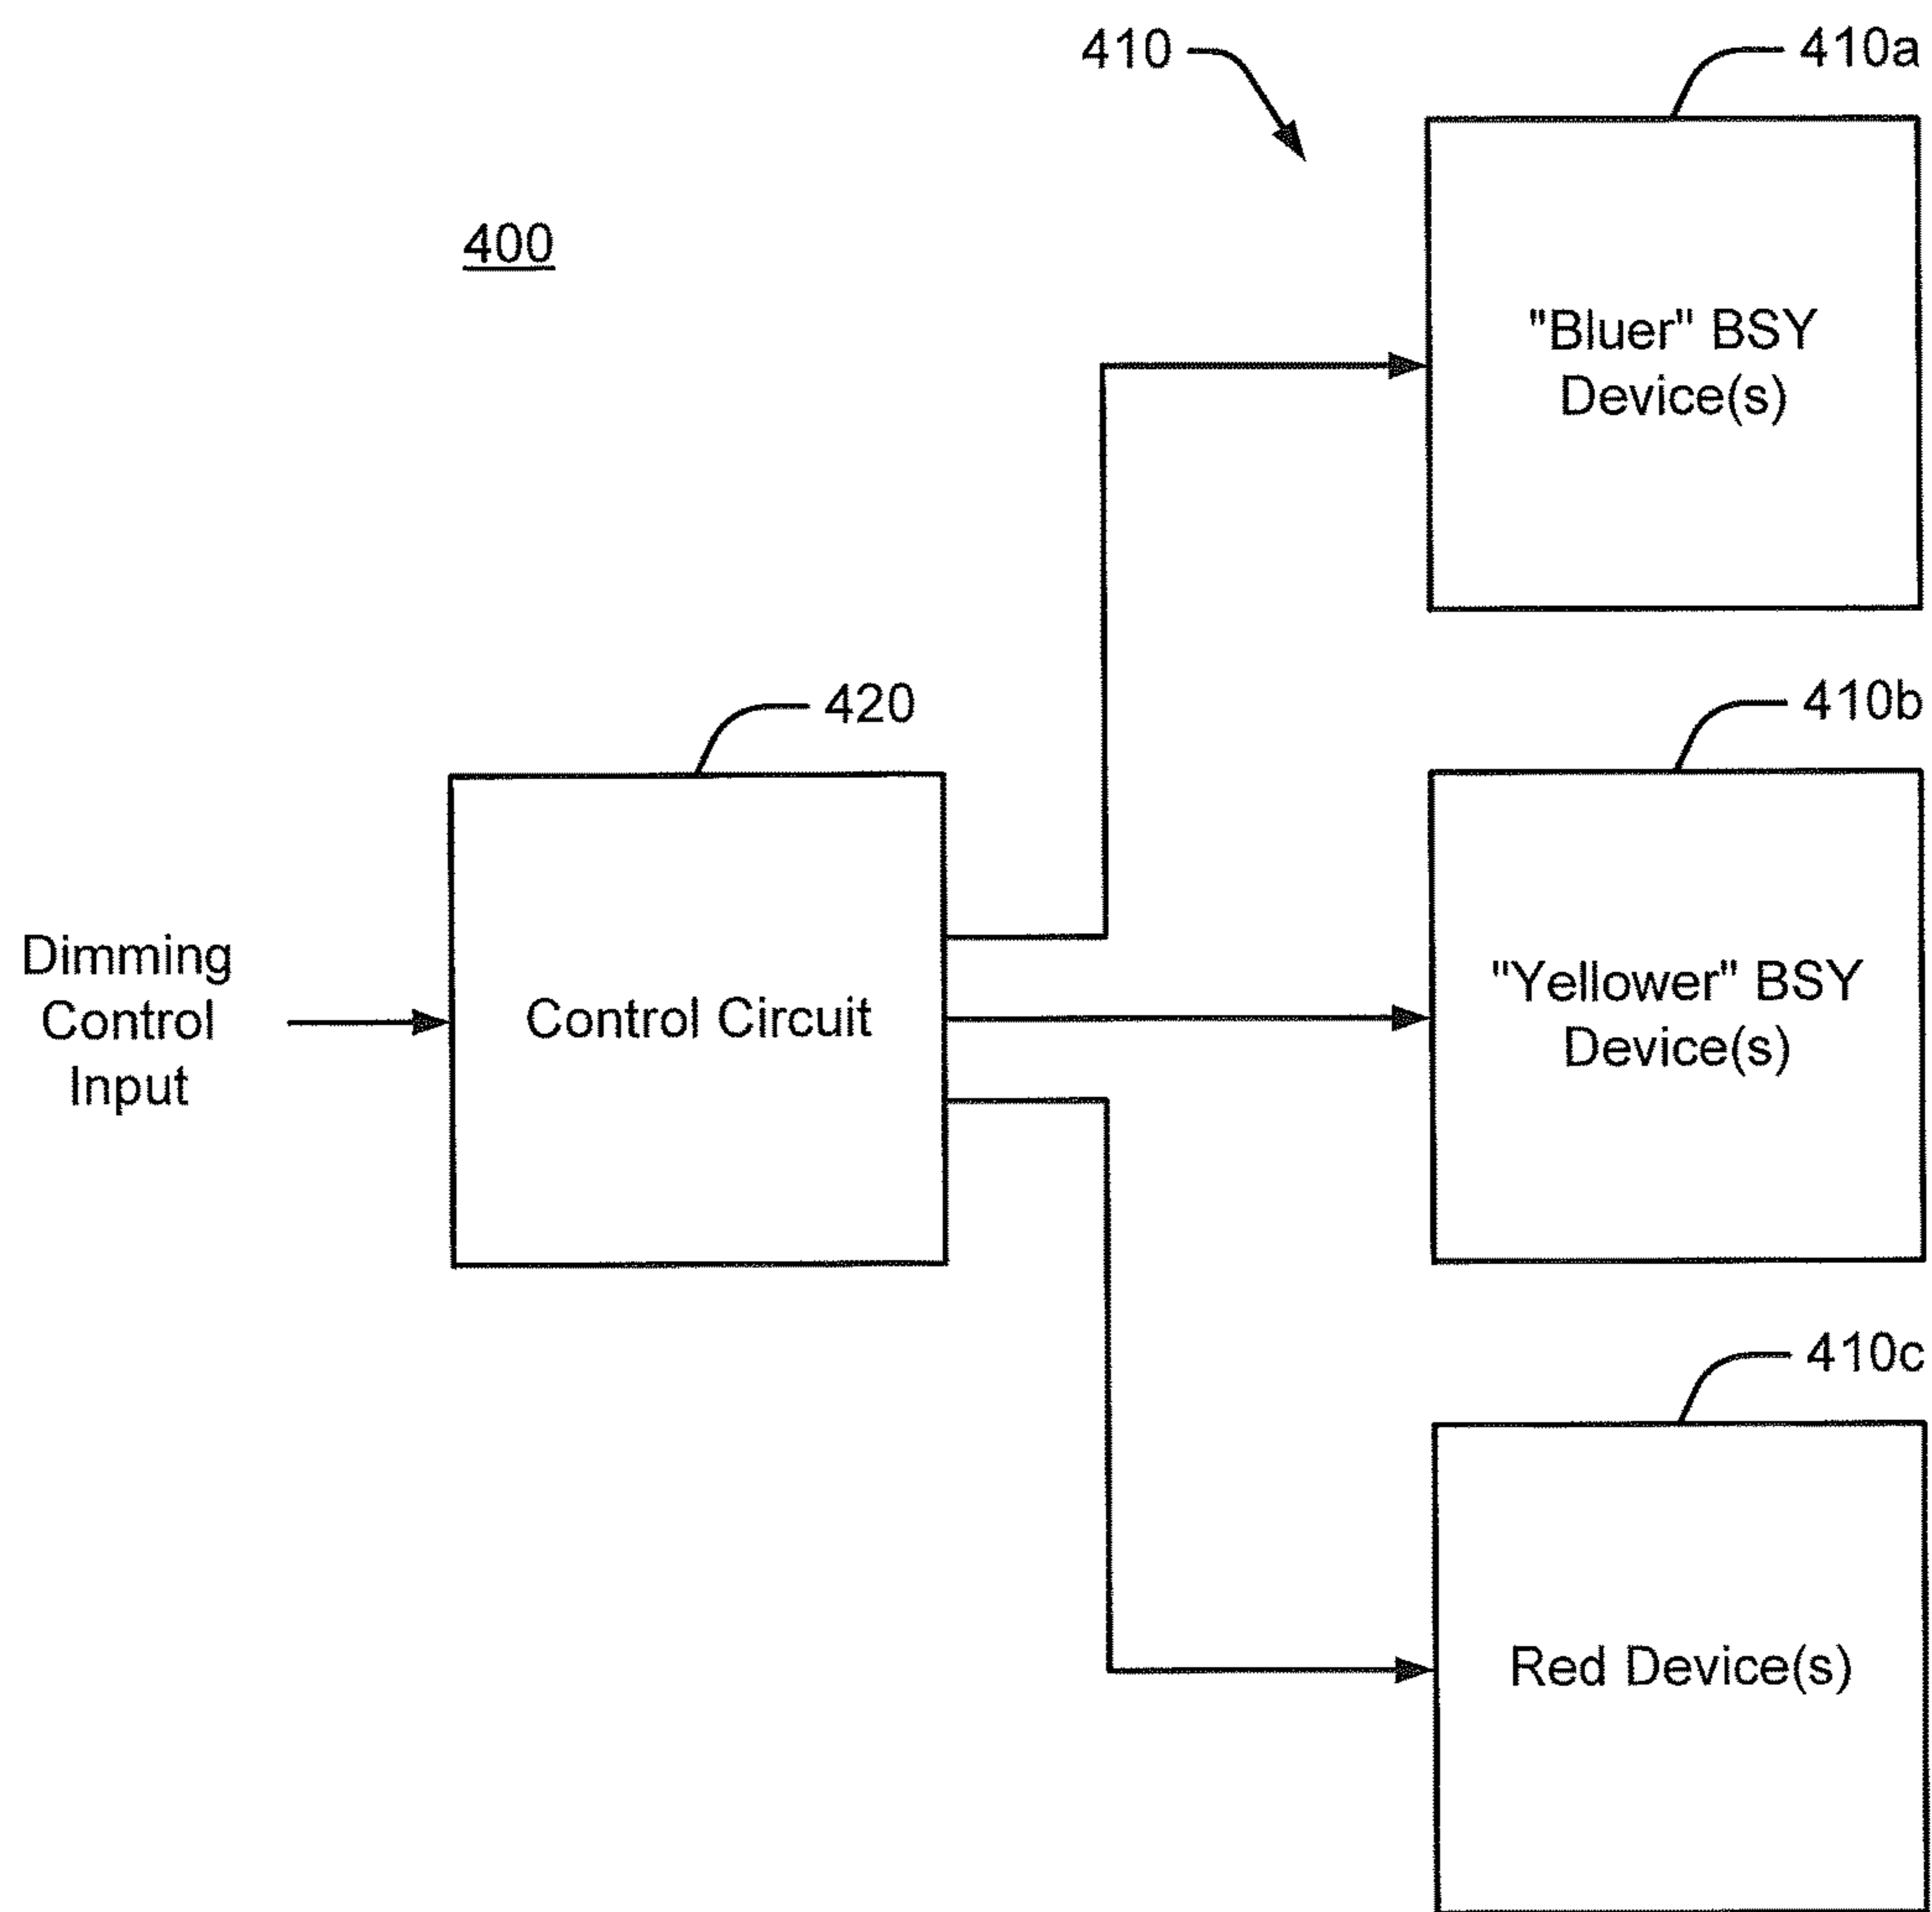 410
410a
400
"Bluer" BSY
Device(s)
420
410b
Dimming
Control
Input
Control Circuit
"Yellower" BSY
Device(s)
410c
Red Device(s)